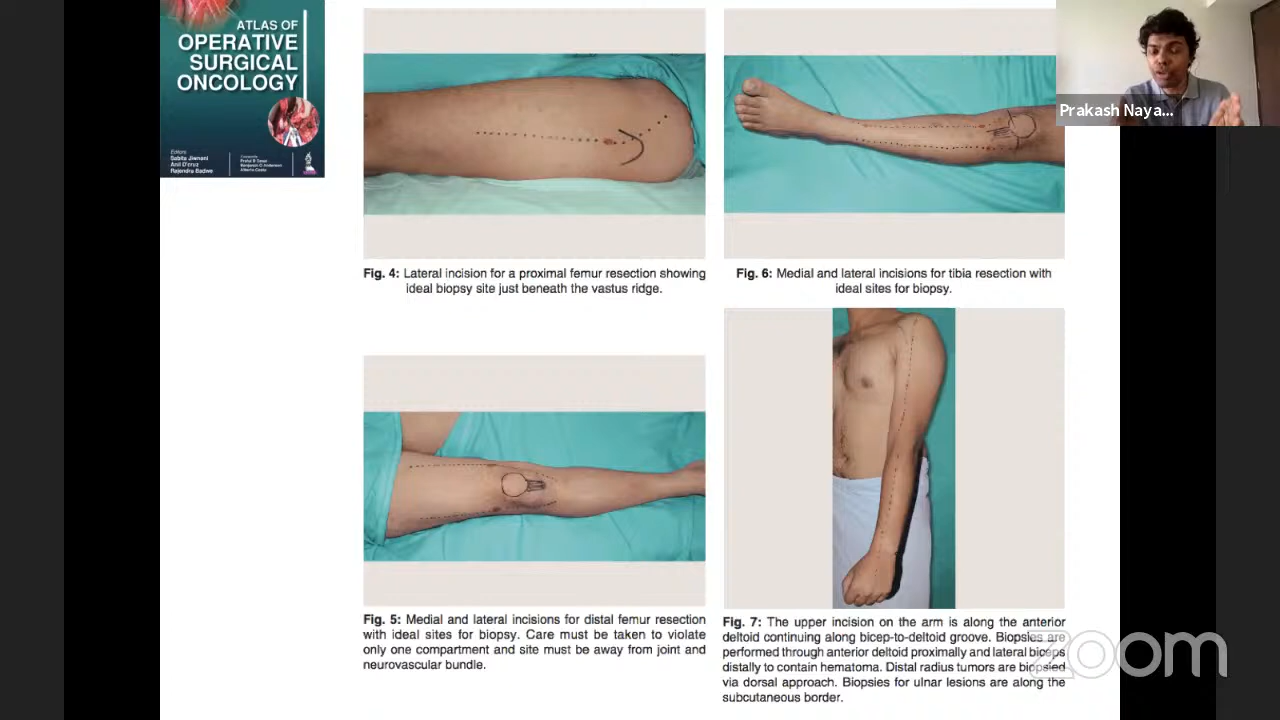 ATLAS OF
OPERATIVE
SURGICAL
ONCOLOGY
Editors
Anil D'cruz
Rajendra Badwe
Prakash Naya...
Fig. 4: Lateral incision for a proximal femur resection showing
ideal biopsy site just beneath the vastus ridge.
Fig. 6: Medial and lateral incisions for tibia resection with
ideal sites for biopsy.
Fig. 5: Medial and lateral incisions for distal femur resection
with ideal sites for biopsy. Care must be taken to violate
only one compartment and site must be away from joint and
neurovascular bundle.
Fig. 7: The upper incision on the arm is along the anterior
deltoid continuing along bicep-to-deltoid groove. Biopsies are
performed through anterior deltoid proximally and lateral biceps
distally to contain hematoma. Distal radius tumors are biopsied
via dorsal approach. Biopsies for ulnar lesions are along the
subcutaneous border.
zoom